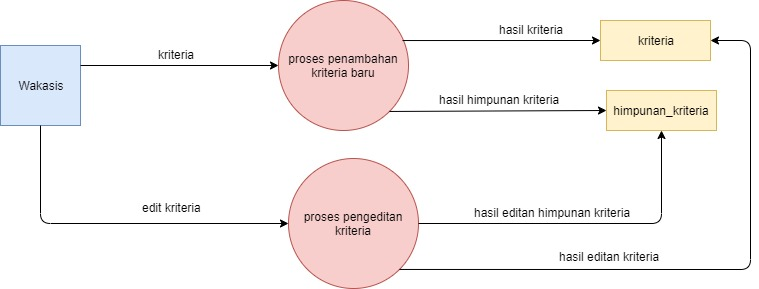 hasil kriteria
kriteria
kriteria
proses penambahan
kriteria baru
Wakasis
hasil himpunan kriteria
himpunan_kriteria
edit kriteria
proses pengeditan
kriteria
hasil editan himpunan kriteria
hasil editan kriteria